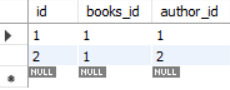 id books_id author_id
1 1 1
2 1 2
NULL NULL NULL